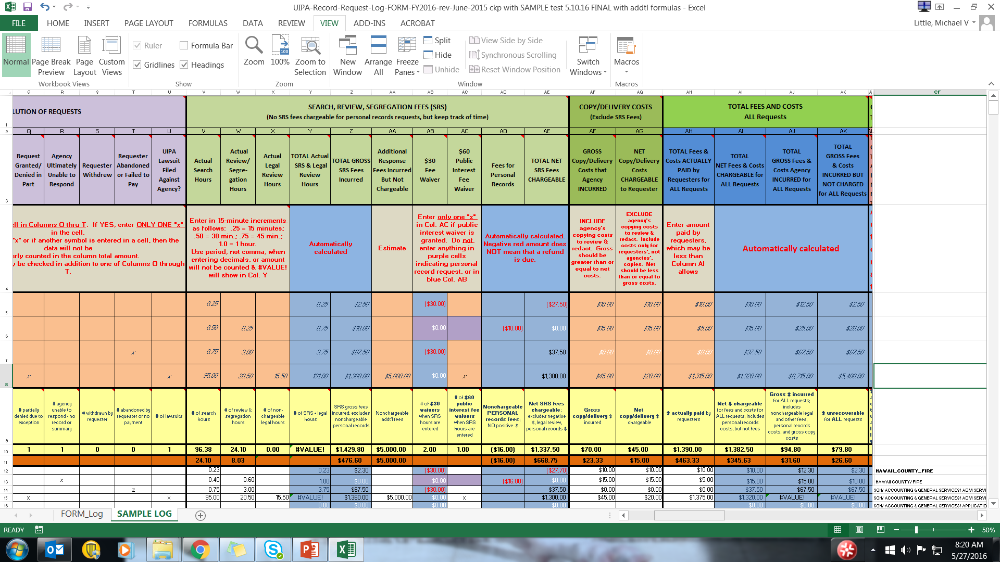 UIPA-Record-Request-Log-FORM-FY2016-rev-June-2015 ckp with SAMPLE test 5.10.16 FINAL with addtl formulas - Excel
FILE HOME INSERT PAGE LAYOUT FORMULAS DATA REVIEW VIEW ADD-INS ACROBAT Little, Michael V
Normal Page Break Preview Page Layout Custom Views
Workbook Views
Ruler Formula Bar
Gridlines Headings
Show
Zoom 100% Zoom to Selection
Zoom
New Window Arrange All Freeze Panes
Split
Hide
Unhide
View Side by Side
Synchronous Scrolling
Reset Window Position
Switch Windows
Window
Macros
Macros
Q R S T U V W X Y Z AA AB AC AD AE AF AG AH AI AJ AK CF
1
LUTION OF REQUESTS
SEARCH, REVIEW, SEGREGATION FEES (SRS)
(No SRS fees chargeable for personal records requests, but keep track of time)
COPY/DELIVERY COSTS
(Exclude SRS Fees)
TOTAL FEES AND COSTS
ALL Requests
2 Q R S T U V W X Y Z AA AB AC AD AE AF AG AH AI AJ AK AL
3
Request Granted/ Denied in Part
Agency Ultimately Unable to Respond
Requester Withdrew
Requester Abandoned or Failed to Pay
UIPA Lawsuit Filed Against Agency?
Actual Search Hours
Actual Review/ Segre-gation Hours
Actual Legal Review Hours
TOTAL Actual SRS & Legal Review Hours
TOTAL GROSS SRS Fees Incurred
Additional Response Fees Incurred But Not Chargeable
$30 Fee Waiver
$60 Public Interest Fee Waiver
Fees for Personal Records
TOTAL NET SRS Fees CHARGEABLE
GROSS Copy/Delivery Costs that Agency INCURRED
NET Copy/Delivery Costs CHARGEABLE to Requester
TOTAL Fees & Costs ACTUALLY PAID by Requesters for ALL Requests
TOTAL NET Fees & Costs CHARGEABLE for ALL Requests
TOTAL GROSS Fees & Costs Agency INCURRED for ALL Requests
TOTAL GROSS Fees & Costs INCURRED BUT NOT CHARGED for ALL Requests
4
ll in Columns O thru T. If YES, enter ONLY ONE "x"
in the cell.
"x" or if another symbol is entered in a cell, then the
data will not be
rly counted in the column total amount.
be checked in addition to one of Columns O through
T.
Enter in 15-minute increments
as follows: .25 = 15 minutes;
.50 = 30 min.; .75 = 45 min.;
1.0 = 1 hour.
Use period, not comma, when
entering decimals, or amount
will not be counted & #VALUE!
will show in Col. Y
Automatically calculated
Estimate
Enter only one "x"
in Col. AC if public
interest waiver is
granted. Do not
enter anything in
purple cells
indicating personal
record request, or in
blue Col. AB
Automatically calculated.
Negative red amount does
NOT mean that a refund
is due.
INCLUDE
agency's
copying costs
to review &
redact. Gross
should be
greater than or
equal to net
costs.
EXCLUDE
agency's
copying costs
to review &
redact. Include
costs only for
requesters', not
agencies',
copies. Net
should be less
than or equal to
gross costs.
Enter amount
paid by
requesters,
which may be
less than
Column AI
allows
Automatically calculated
5 0.25 0.25 $2.50 ($30.00) ($27.50) $10.00 $10.00 $10.00 $10.00 $12.50 $2.50
6 0.50 0.25 0.75 $10.00 $0.00 ($10.00) $0.00 $15.00 $15.00 $5.00 $15.00 $25.00 $20.00
7 x 0.75 3.00 3.75 $67.50 ($30.00) $37.50 $0.00 $0.00 $0.00 $37.50 $67.50 $67.50
8 x x 95.00 20.50 15.50 131.00 $1,360.00 $5,000.00 $0.00 x $1,300.00 $45.00 $20.00 $1,315.00 $1,320.00 $6,715.00 $5,400.00
9
# partially denied due to exception
# agency unable to respond - no record or summary
# withdrawn by requester
# abandoned by requester or no payment
# of lawsuits
# of search hours
# of review & segregation hours
# of non-chargeable legal hours
# of SRS + legal hours
SRS gross fees incurred; excludes nonchargeable personal records
Nonchargeable addt'l fees
# of $30 waivers when SRS hours are entered
# of $60 public interest fee waivers when SRS hours are entered
Nonchargeable PERSONAL records fees; NO positive $
Net SRS fees chargeable; excludes negative $, legal review, personal records $
Gross copy/delivery $ incurred
Net copy/delivery $ chargeable
$ actually paid by requesters
Net $ chargeable for fees and costs for ALL requests; includes personal records costs, but not fees
Gross $ incurred for ALL requests; includes nonchargeable legal and other fees, personal records costs, and gross copy costs
$ unrecoverable for ALL requests
10 1 1 0 0 1 96.38 24.10 0.00 #VALUE! $1,429.80 $5,000.00 2.00 1.00 ($16.00) $1,337.50 $70.00 $45.00 $1,390.00 $1,382.50 $94.80 $79.80
11 24.10 8.03 $476.60 $5,000.00 ($16.00) $668.75 $23.33 $15.00 $463.33 $345.63 $31.60 $26.60
12 0.23 0.23 $2.30 ($30.00) ($27.70) $10.00 $10.00 $10.00 $10.00 $12.30 $2.30 HAWAII_COUNTY_FIRE
13 x 0.40 0.60 1.00 $0.00 $0.00 ($16.00) $0.00 $15.00 $15.00 $5.00 $15.00 $15.00 $10.00 HAWAII COUNTY/ FIRE
14 z 0.75 3.00 3.75 $67.50 ($30.00) $37.50 $0.00 $0.00 $0.00 $37.50 $67.50 $67.50 SOH/ ACCOUNTING & GENERAL SERVICES/ ADM SERVI
15 x x 95.00 20.50 15,50 #VALUE! $1,360.00 $5,000.00 $0.00 x $1,300.00 $45.00 $20.00 $1,375.00 $1,320.00 #VALUE! #VALUE! SOH/ ACCOUNTING & GENERAL SERVICES/ ADM SERVI
16 0.00 $0.00 $0.00 $0.00 $0.00 $0.00 $0.00 SOH/ ACCOUNTING & GENERAL SERVICES/ APPLICATIO
FORM_Log SAMPLE LOG
READY 50%
8:20 AM
5/27/2016